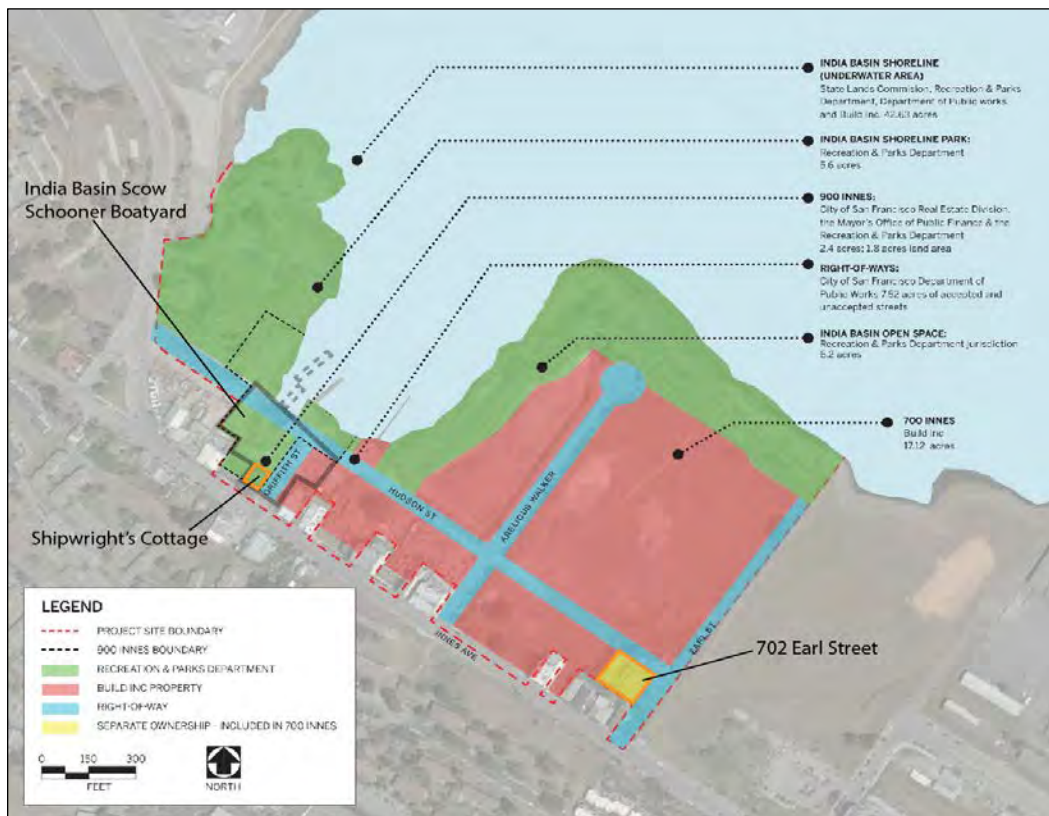 India Basin Scow
Schooner Boatyard
Shipwright's Cottage
INDIA BASIN SHORELINE
(UNDERWATER AREA)
State Lands Commision, Recreation & Parks
Department, Department of Public works
and Build Inc. 42.63 acres
INDIA BASIN SHORELINE PARK:
Recreation & Parks Department
5.6 acres
900 INNES:
City of San Francisco Real Estate Division,
the Mayor's Office of Public Finance & the
Recreation & Parks Department
2.4 acres; 1.8 acres land area
RIGHT-OF-WAYS:
City of San Francisco Department of
Public Works 7.52 acres of accepted and
unaccepted streets
INDIA BASIN OPEN SPACE:
Recreation & Parks Department jurisdiction
6.2 acres
700 INNES
Build Inc
17.12 acres
GRIFFITH ST
HUDSON ST
ARELIOUS WALKER
EARL ST
INNES AVE
702 Earl Street
LEGEND
PROJECT SITE BOUNDARY
900 INNES BOUNDARY
RECREATION & PARKS DEPARTMENT
BUILD INC PROPERTY
RIGHT-OF-WAY
SEPARATE OWNERSHIP - INCLUDED IN 700 INNES
0 150 300
FEET
NORTH